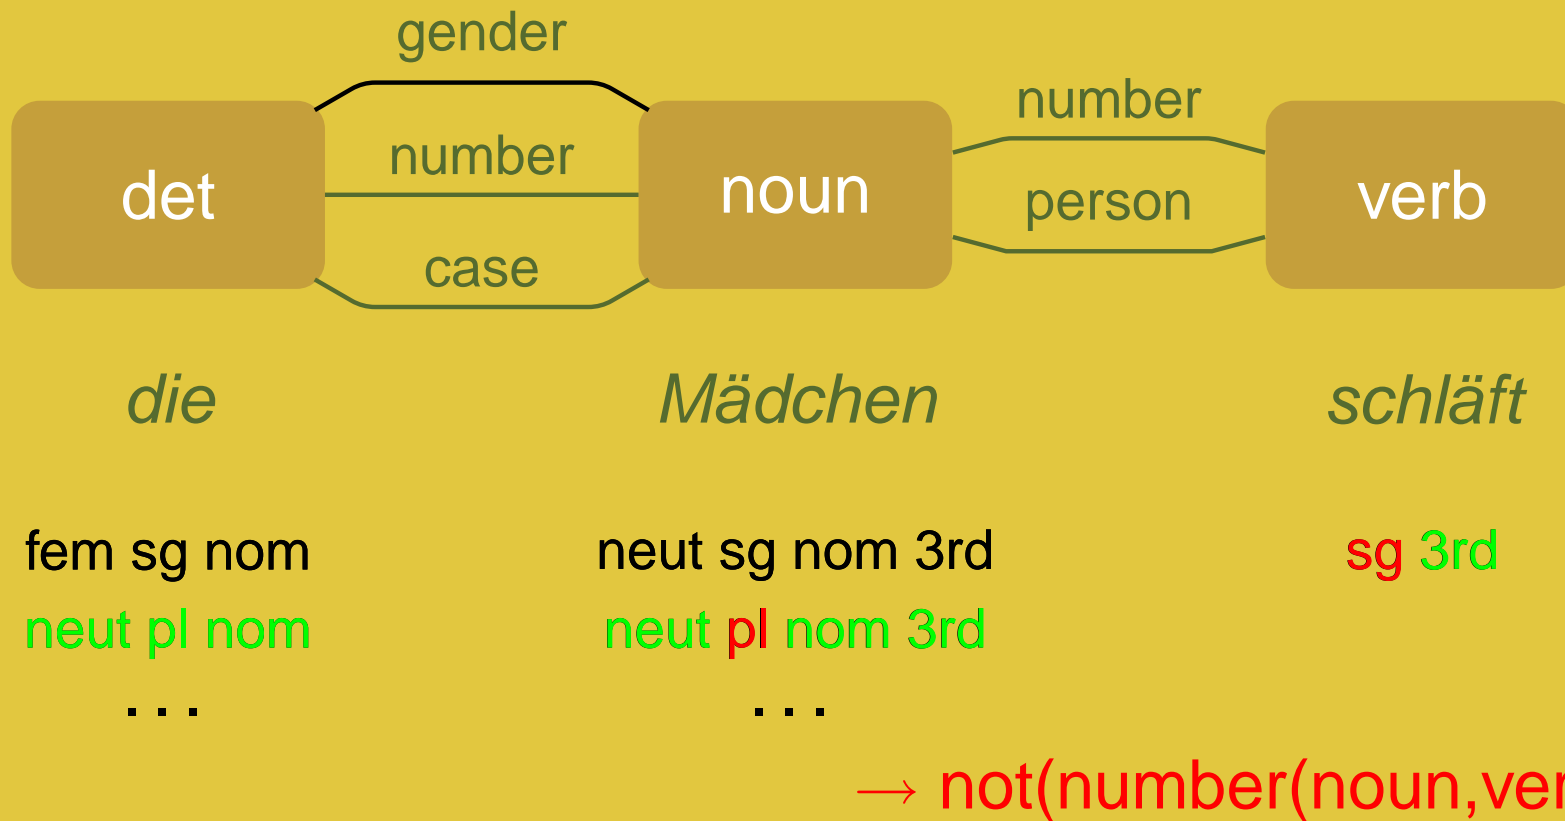 gender
number
number
det
noun
person
verb
case
die Mädchen schläft
fem sg nom neut sg nom 3rd sg 3rd
neut pl nom neut pl nom 3rd
... ...
→ not(number(noun,ver